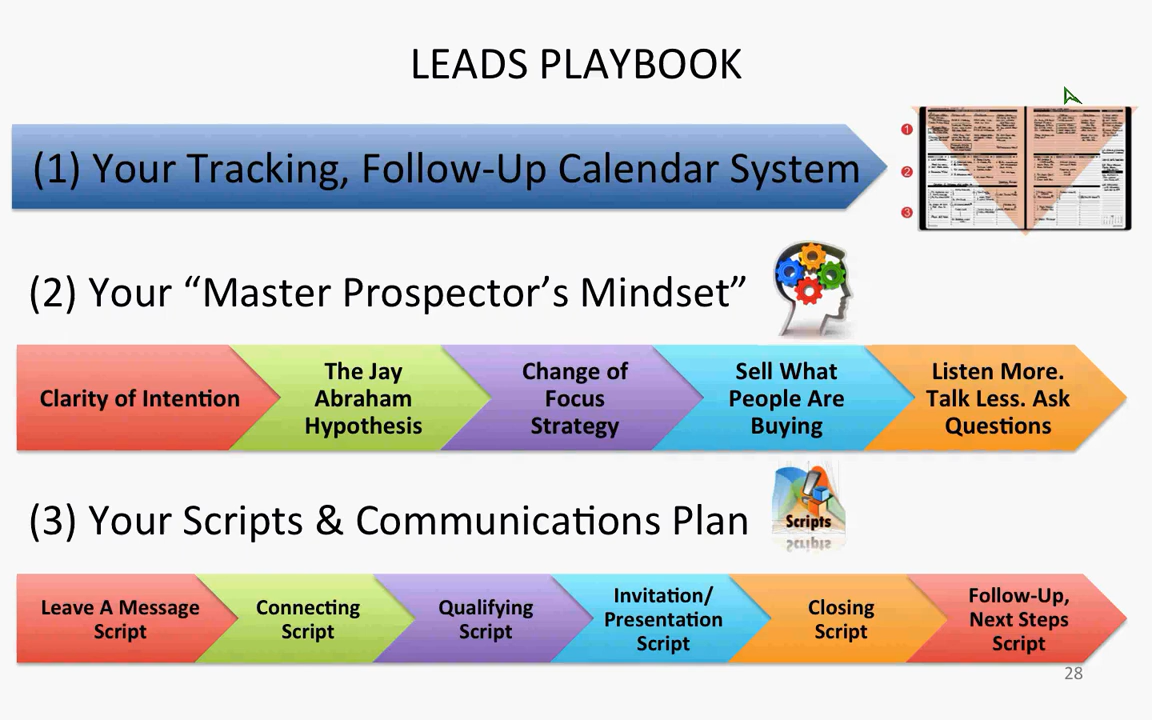 LEADS PLAYBOOK
(1) Your Tracking, Follow-Up Calendar System
1
2
3
(2) Your “Master Prospector’s Mindset”
Clarity of Intention
The Jay
Abraham
Hypothesis
Change of
Focus
Strategy
Sell What
People Are
Buying
Listen More.
Talk Less. Ask
Questions
(3) Your Scripts & Communications Plan
Scripts
Leave A Message
Script
Connecting
Script
Qualifying
Script
Invitation/
Presentation
Script
Closing
Script
Follow-Up,
Next Steps
Script
28